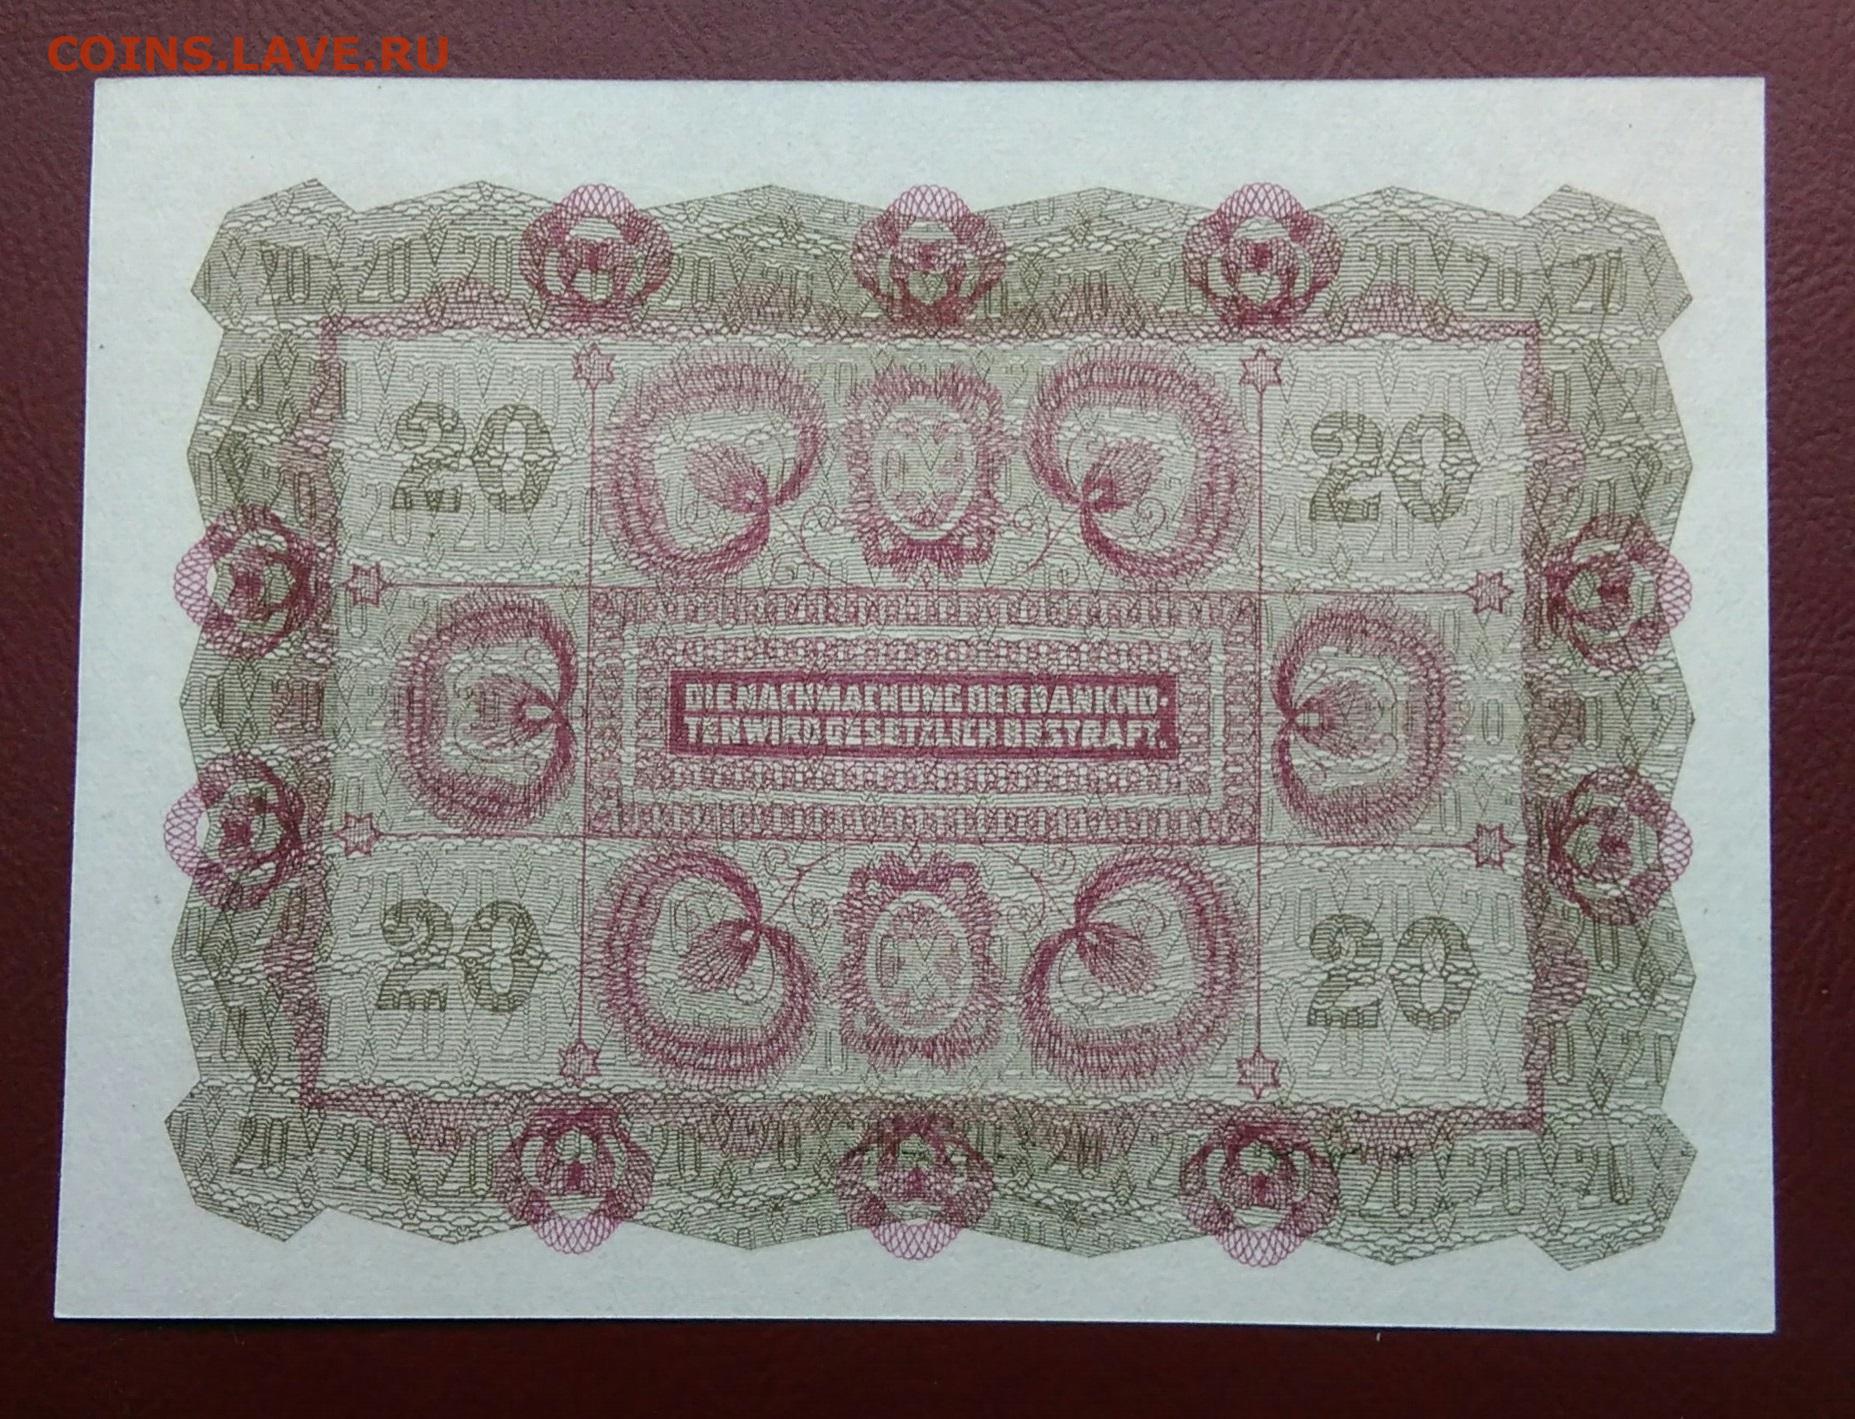 COINS.LAVE.RU
20 20
DIE NACHMACHUNG DER BANKNO-
TEN WIRD GESETZLICH BESTRAFT.
20 20